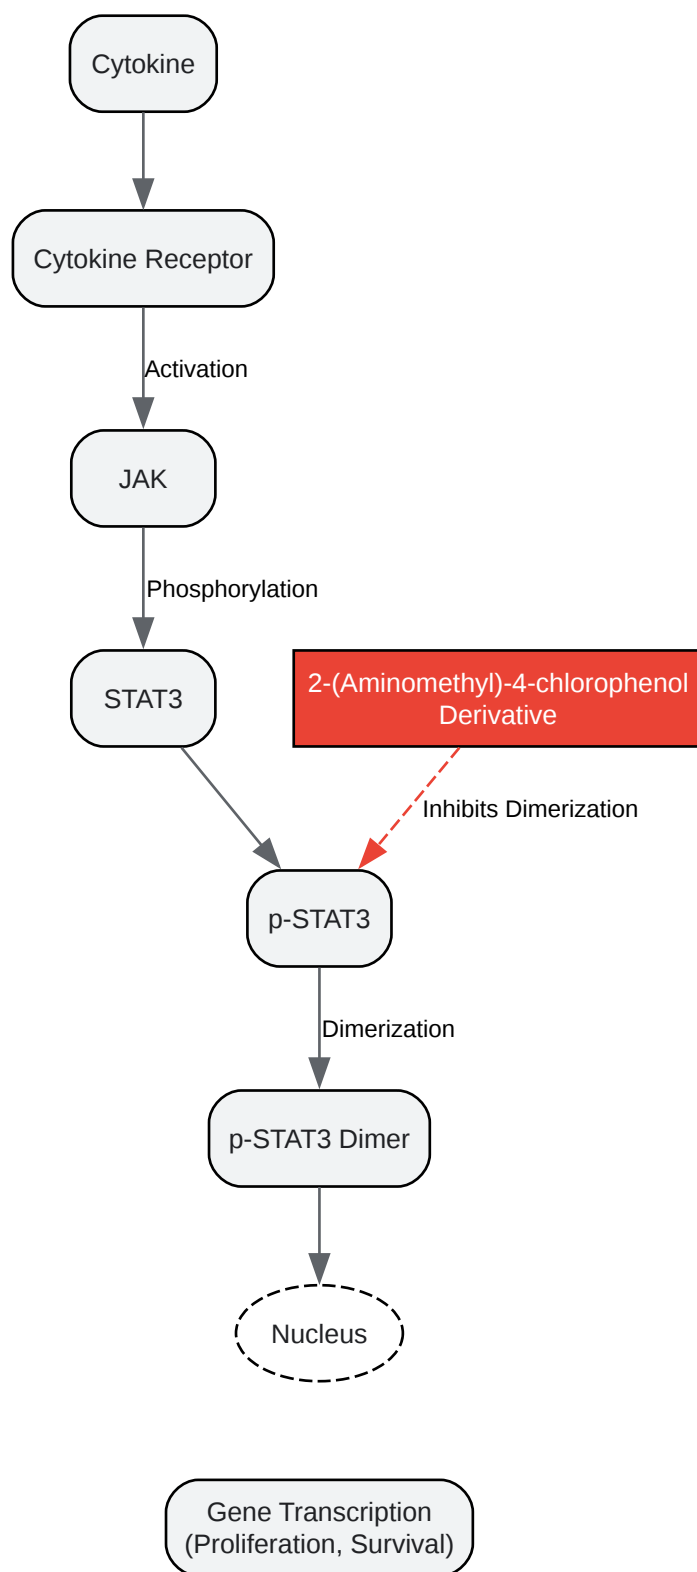 Cytokine
Cytokine Receptor
Activation
JAK
Phosphorylation
STAT3
2-(Aminomethyl)-4-chlorophenol
Derivative
Inhibits Dimerization
p-STAT3
Dimerization
p-STAT3 Dimer
Nucleus
Gene Transcription
(Proliferation, Survival)